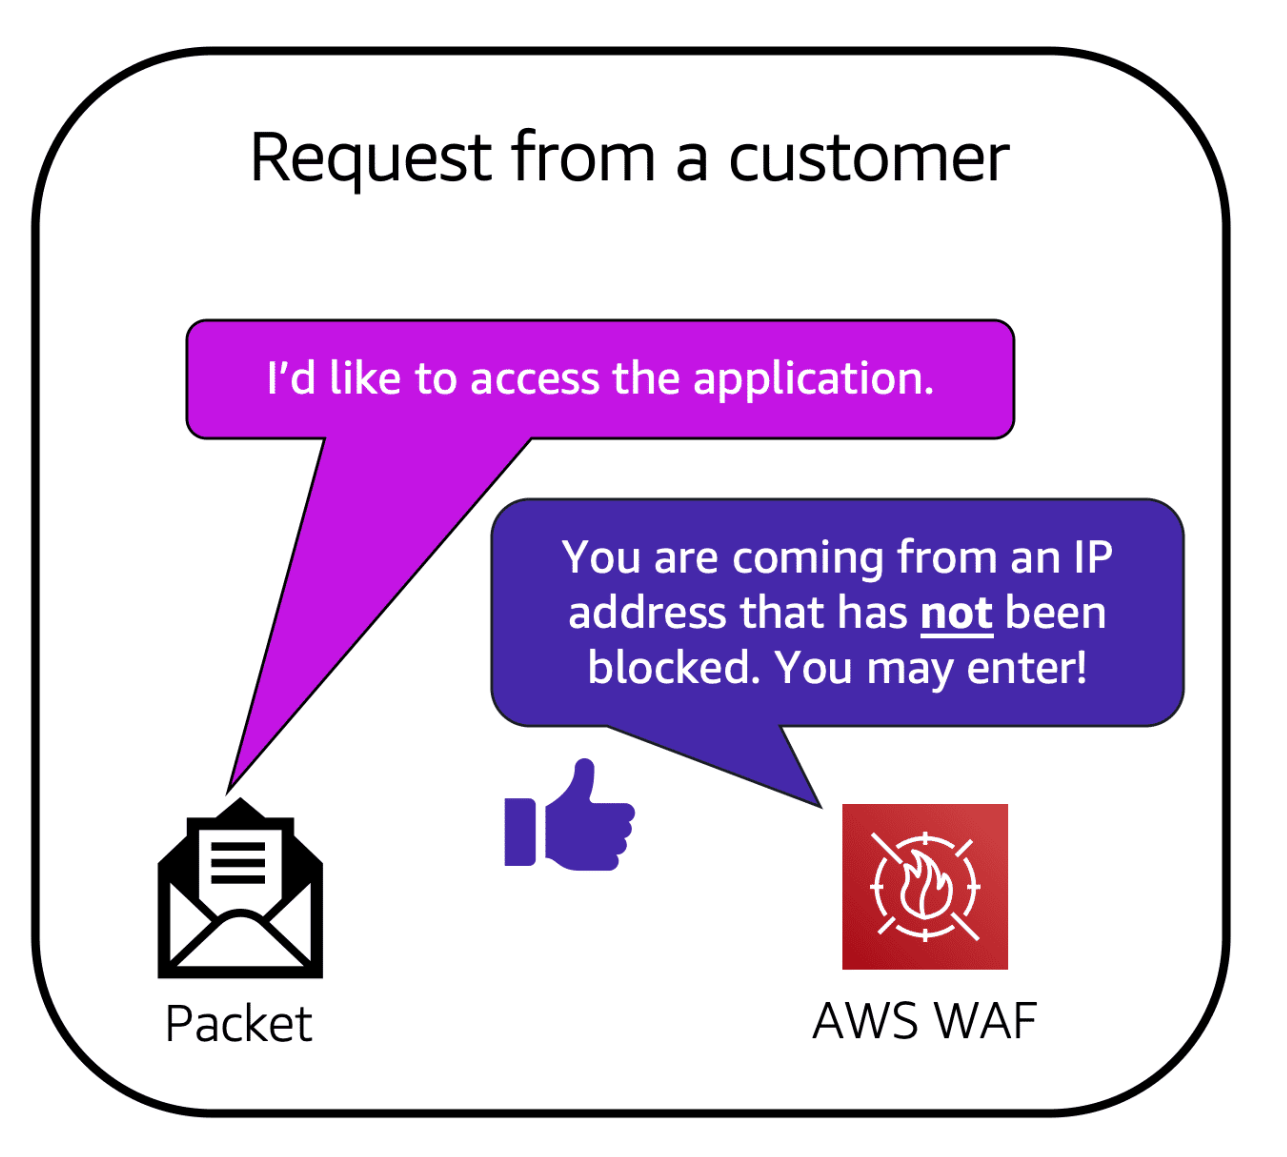 Request from a customer
I’d like to access the application.
You are coming from an IP
address that has not been
blocked. You may enter!
Packet
AWS WAF